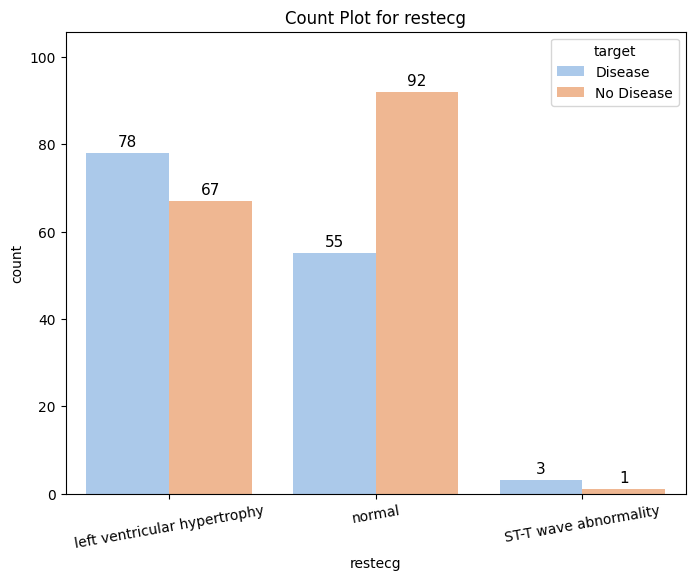 Count Plot for restecg
target
Disease
No Disease
count
100
80
60
40
20
0
78
67
55
92
3
1
left ventricular hypertrophy
normal
ST-T wave abnormality
restecg